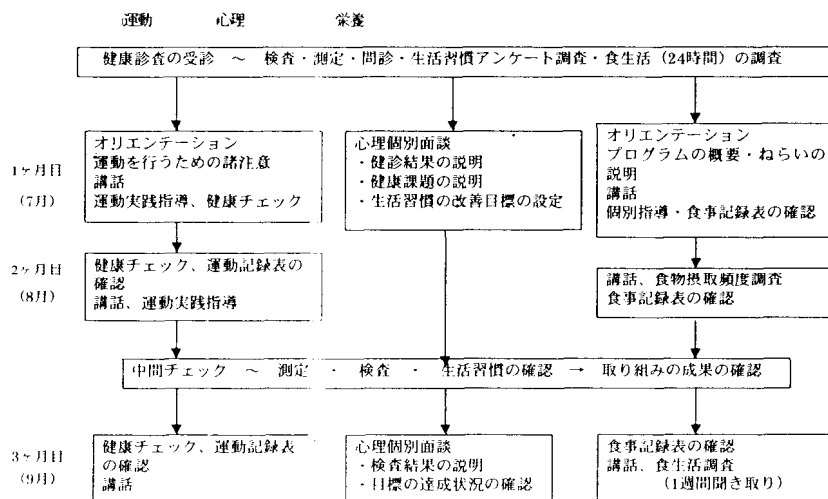 運動 心理 栄養
健康診査の受診 ~ 検査・測定・問診・生活習慣アンケート調査・食生活(24時間)の調査
1ヶ月目
(7月)
オリエンテーション
運動を行うための諸注意
講話
運動実践指導、健康チェック
心理個別面談
・健診結果の説明
・健康課題の説明
・生活習慣の改善目標の設定
オリエンテーション
プログラムの概要・ねらいの
説明
講話
個別指導・食事記録表の確認
2ヶ月目
(8月)
健康チェック、運動記録表の
確認
講話、運動実践指導
講話、食物摂取頻度調査
食事記録表の確認
中間チェック ~ 測定 ・ 検査 ・ 生活習慣の確認 → 取り組みの成果の確認
3ヶ月目
(9月)
健康チェック、運動記録表
の確認
講話
心理個別面談
・検査結果の説明
・目標の達成状況の確認
食事記録表の確認
講話、食生活調査
(1週間聞き取り)